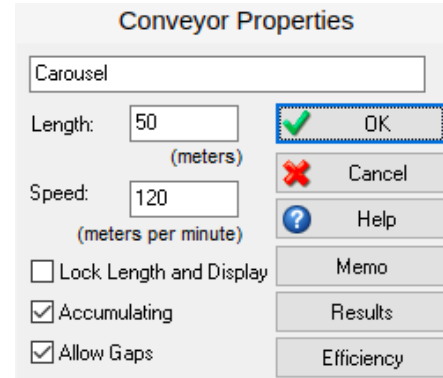 Conveyor Properties
Carousel
Length: 50 OK
(meters)
Cancel
Speed: 120
Help
(meters per minute)
Lock Length and Display Memo
Accumulating Results
Allow Gaps Efficiency